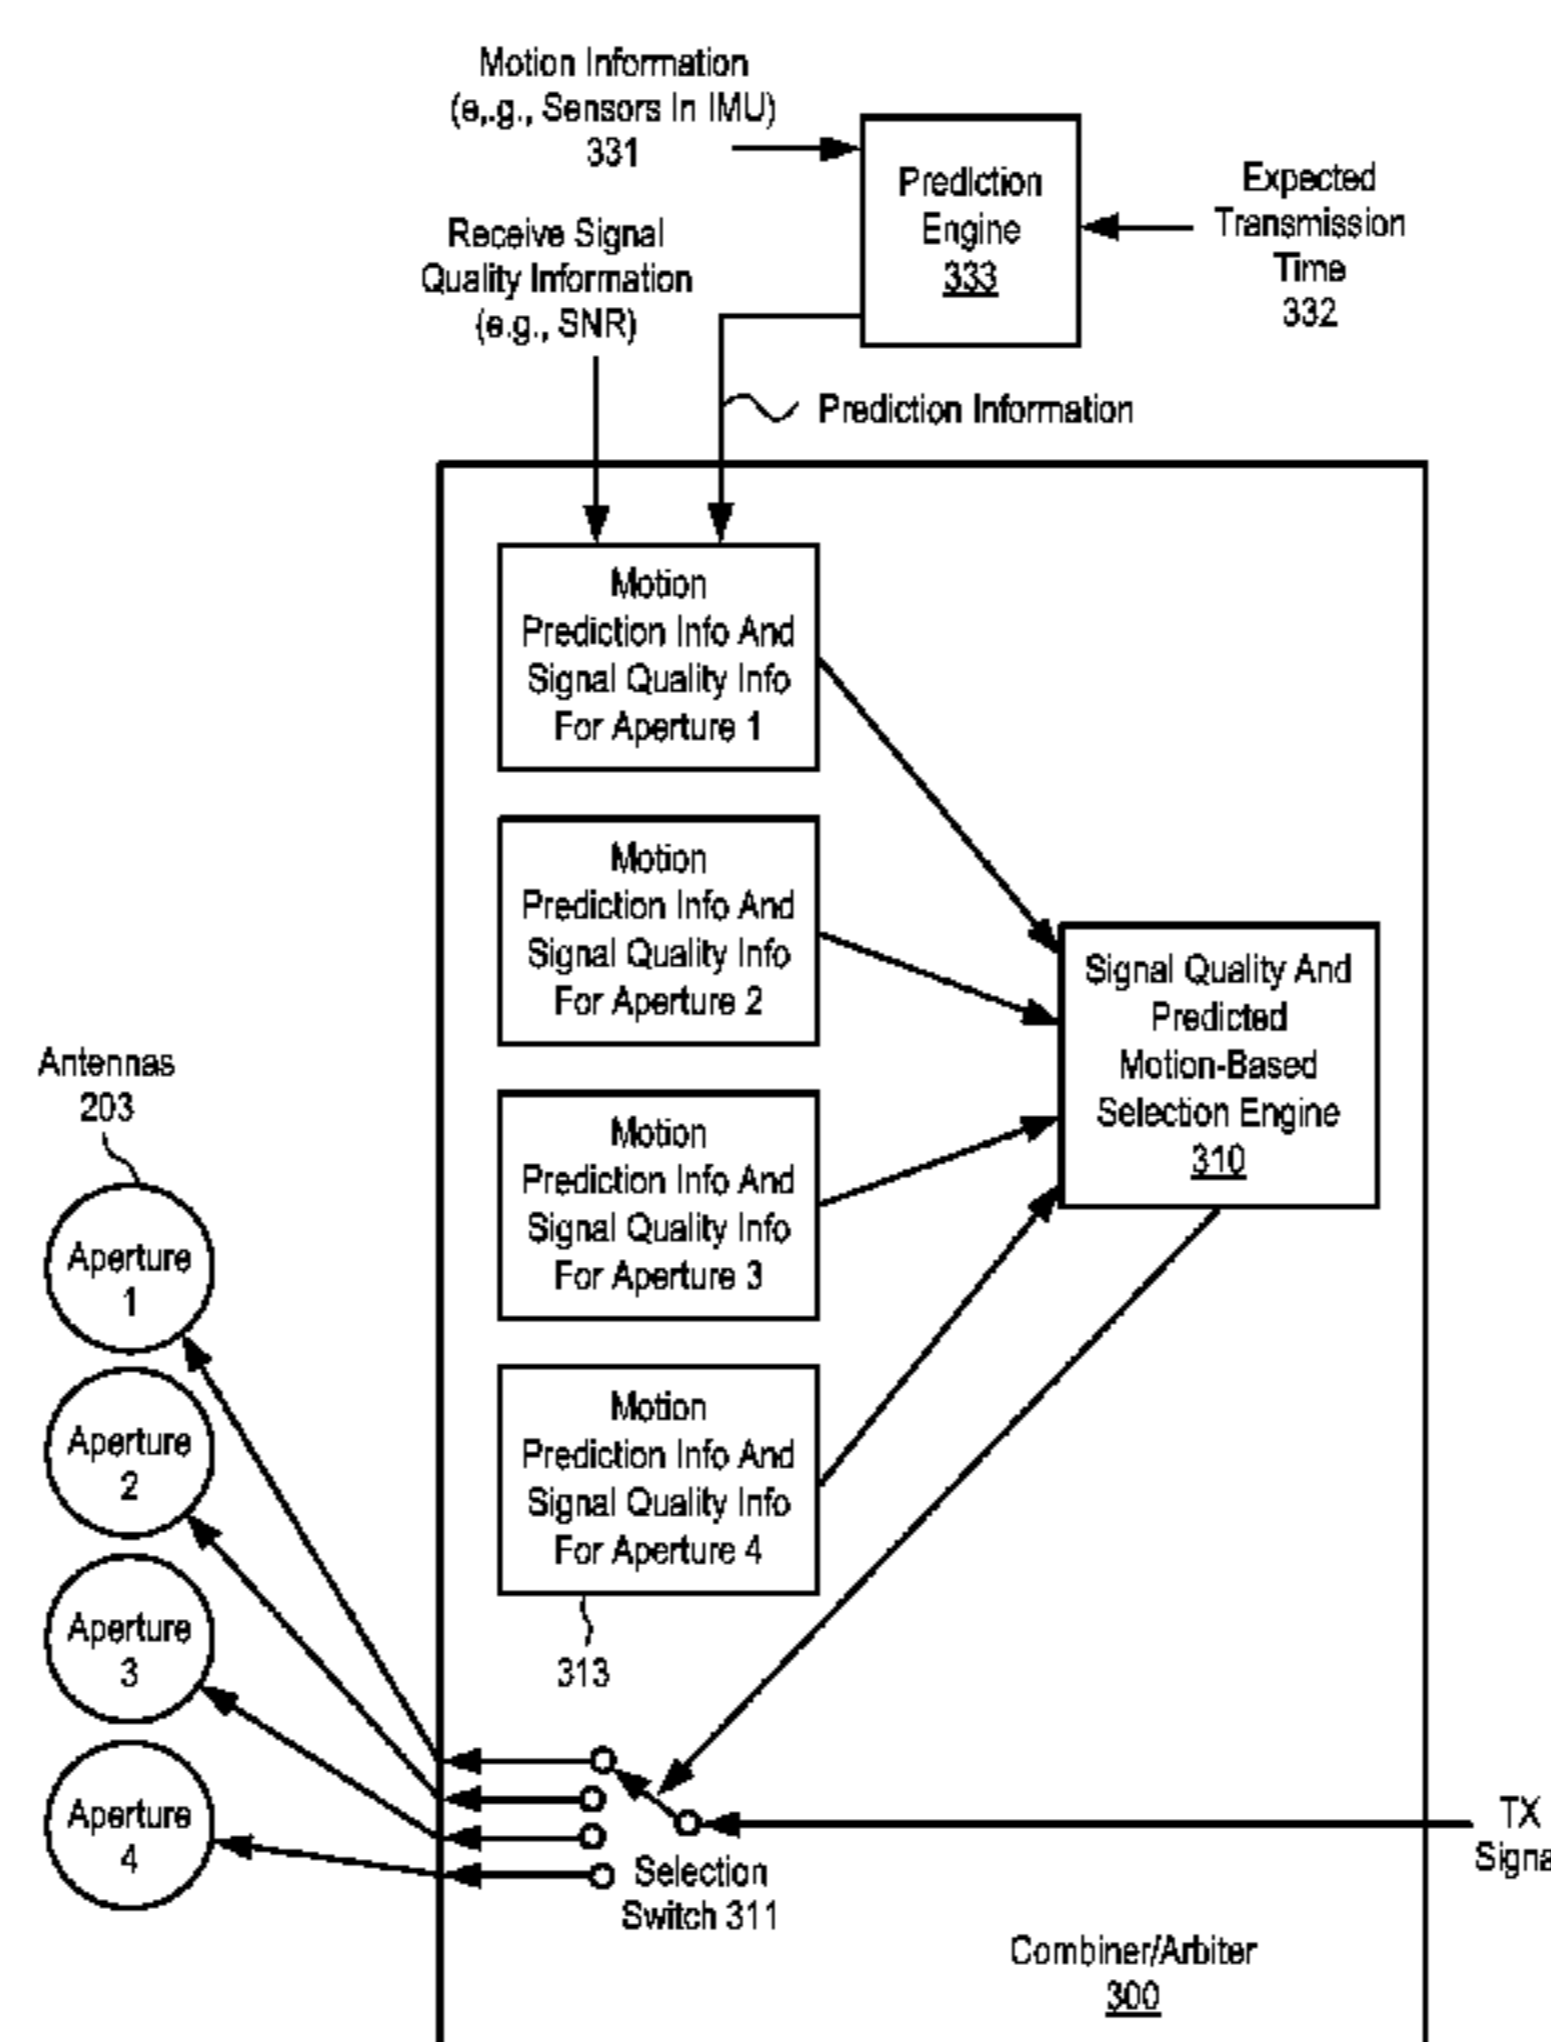 Motion Information
(e,.g., Sensors In IMU)
331
Prediction
Engine
333
Expected
Transmission
Time
332
Receive Signal
Quality Information
(e.g., SNR)
Prediction Information
Motion
Prediction Info And
Signal Quality Info
For Aperture 1
Motion
Prediction Info And
Signal Quality Info
For Aperture 2
Signal Quality And
Predicted
Motion-Based
Selection Engine
310
Motion
Prediction Info And
Signal Quality Info
For Aperture 3
Motion
Prediction Info And
Signal Quality Info
For Aperture 4
313
Antennas
203
Aperture
1
Aperture
2
Aperture
3
Aperture
4
Selection
Switch 311
TX
Signa
Combiner/Arbiter
300